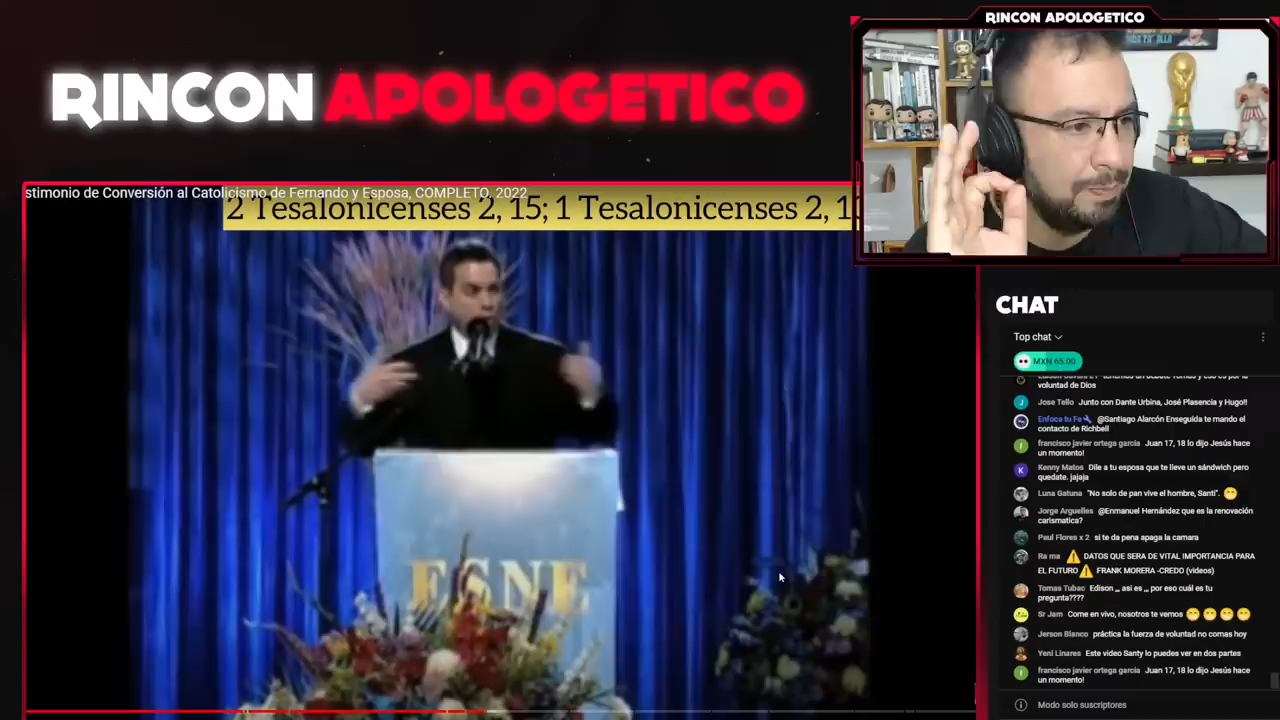 RINCON APOLOGETICO
RINCON APOLOGETICO
stimonio de Conversión al Catolicismo de Fernando y Esposa, COMPLETO, 2022
2 Tesalonicenses 2, 15; 1 Tesalonicenses 2, 1
ESNE
CHAT
Top chat
MXN 65.00
voluntad de Dios
Jose Tello Junto con Dante Urbina, José Plasencia y Hugo!!
Enfoca tu Fe @Santiago Alarcón Enseguida te mando el
contacto de Richbell
francisco javier ortega garcia Juan 17, 18 lo dijo Jesús hace
un momento!
Kenny Matos Dile a tu esposa que te lleve un sándwich pero
quedate. jajaja
Luna Gatuna "No solo de pan vive el hombre, Santi".
Jorge Arguelles @Enmanuel Hernández que es la renovación
carismatica?
Paul Flores x 2 si te da pena apaga la camara
Ra ma DATOS QUE SERA DE VITAL IMPORTANCIA PARA
EL FUTURO FRANK MORERA -CREDO (videos)
Tomas Tubac Edison ,,, asi es ,,, por eso cuál es tu
pregunta????
Sr Jam Come en vivo, nosotros te vemos
Jerson Blanco práctica la fuerza de voluntad no comas hoy
Yeni Linares Este video Santy lo puedes ver en dos partes
francisco javier ortega garcia Juan 17, 18 lo dijo Jesús hace
un momento!
Modo solo suscriptores